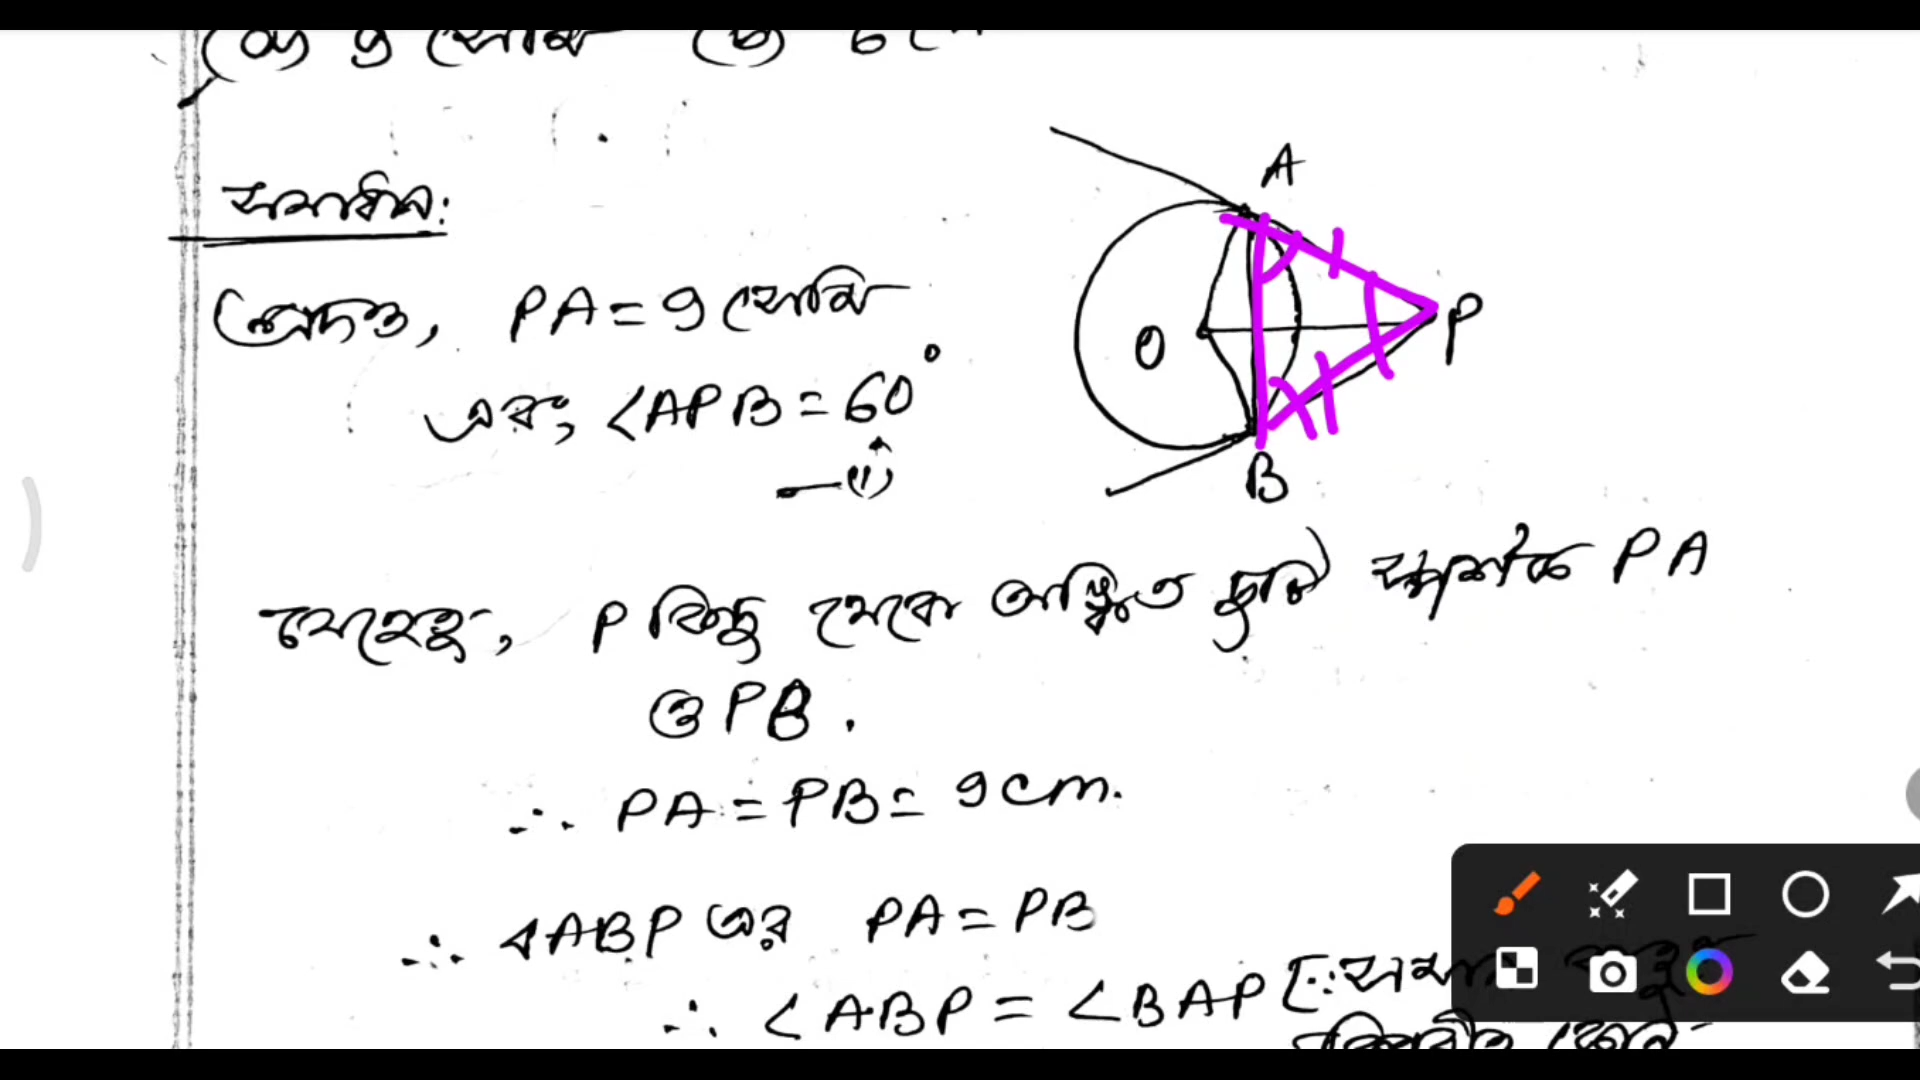 সমাধান:
A
O
P
B
প্রদত্ত, PA = 9 সেমি
এবং, ∠APB = 60°
—(i)
যেহেতু, P বিন্দু থেকে অঙ্কিত দুটি স্পর্শক PA
ও PB.
∴ PA = PB = 9cm.
∴ ∆ABP এর PA = PB
∴ ∠ABP = ∠BAP [∵